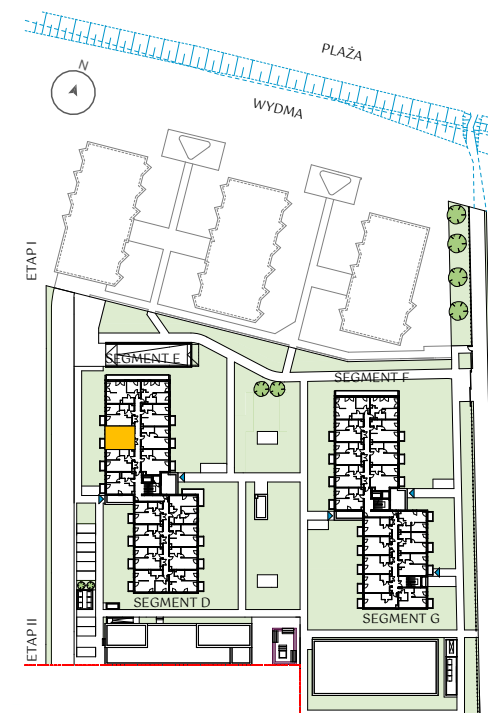 PLAŻA
N
WYDMA
ETAP I
SEGMENT E
SEGMENT F
SEGMENT D
SEGMENT G
ETAP II